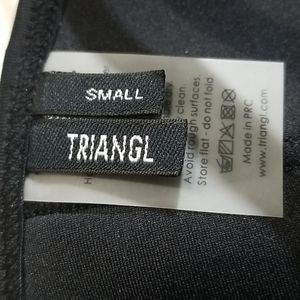 SMALL
TRIANGL
clean
Avoid rough surfaces
Store flat - do not fold
Made in PRC
www.triangl.com